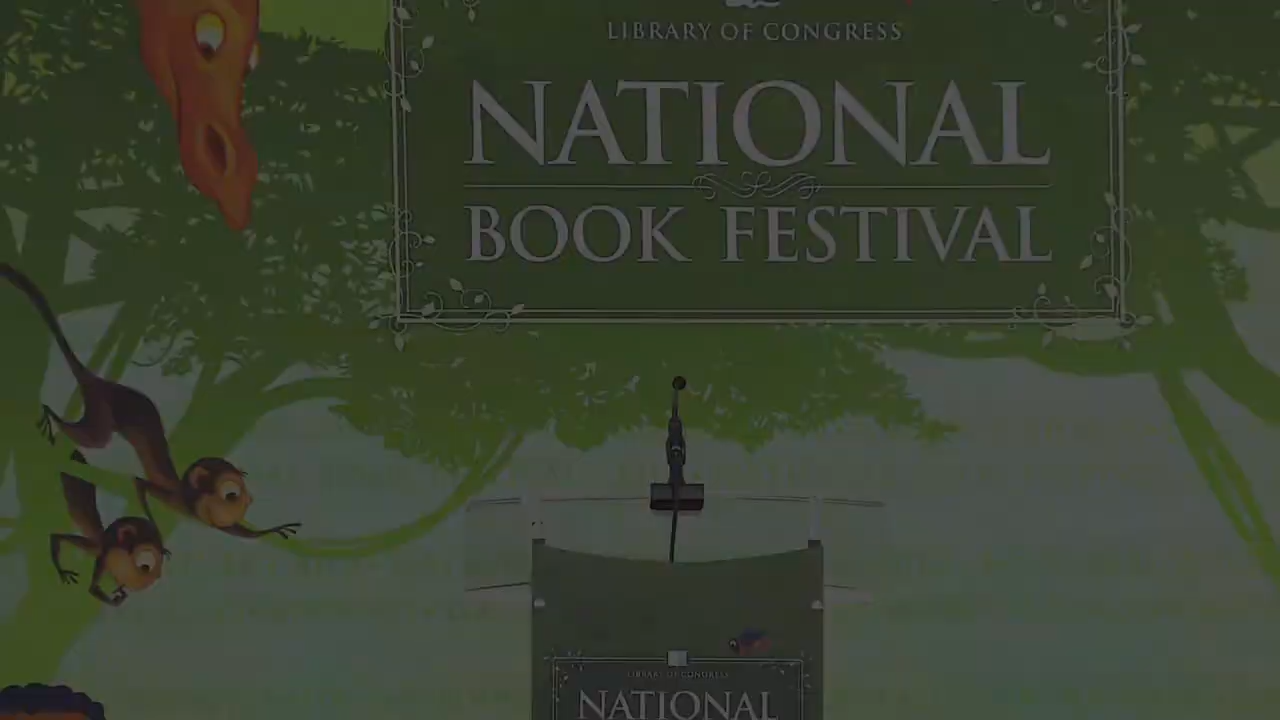 LIBRARY OF CONGRESS
NATIONAL
BOOK FESTIVAL
LIBRARY OF CONGRESS
NATIONAL